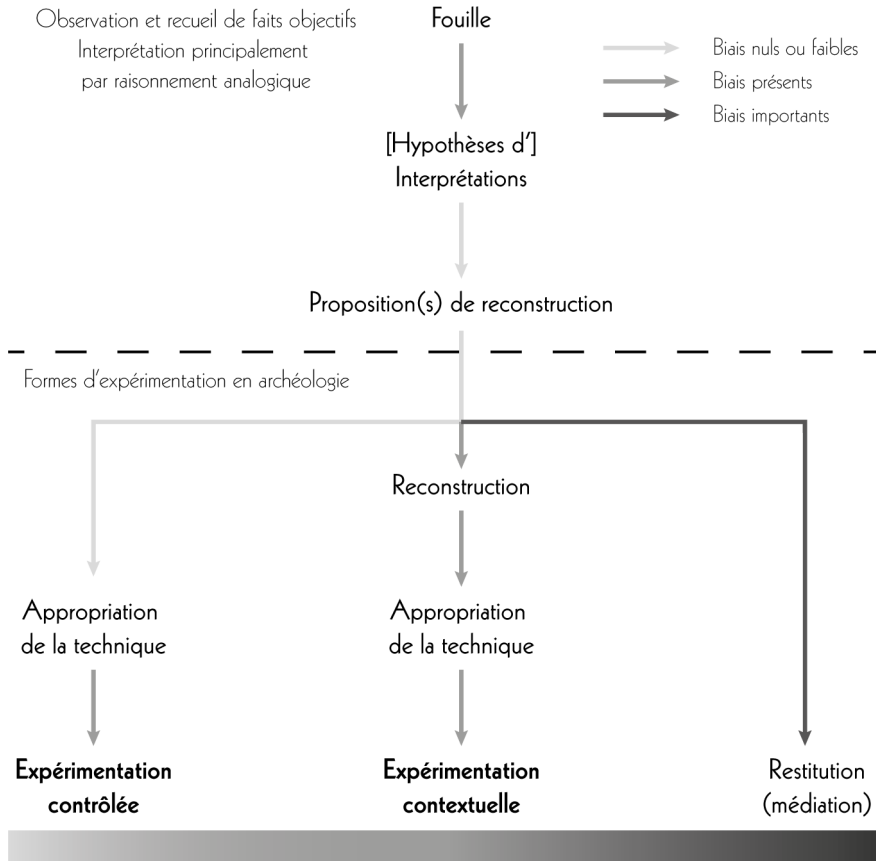 Observation et recueil de faits objectifs
Interprétation principalement
par raisonnement analogique
Fouille
Biais nuls ou faibles
Biais présents
Biais importants
[Hypothèses d']
Interprétations
Proposition(s) de reconstruction
Formes d'expérimentation en archéologie
Reconstruction
Appropriation
de la technique
Appropriation
de la technique
Expérimentation
contrôlée
Expérimentation
contextuelle
Restitution
(médiation)